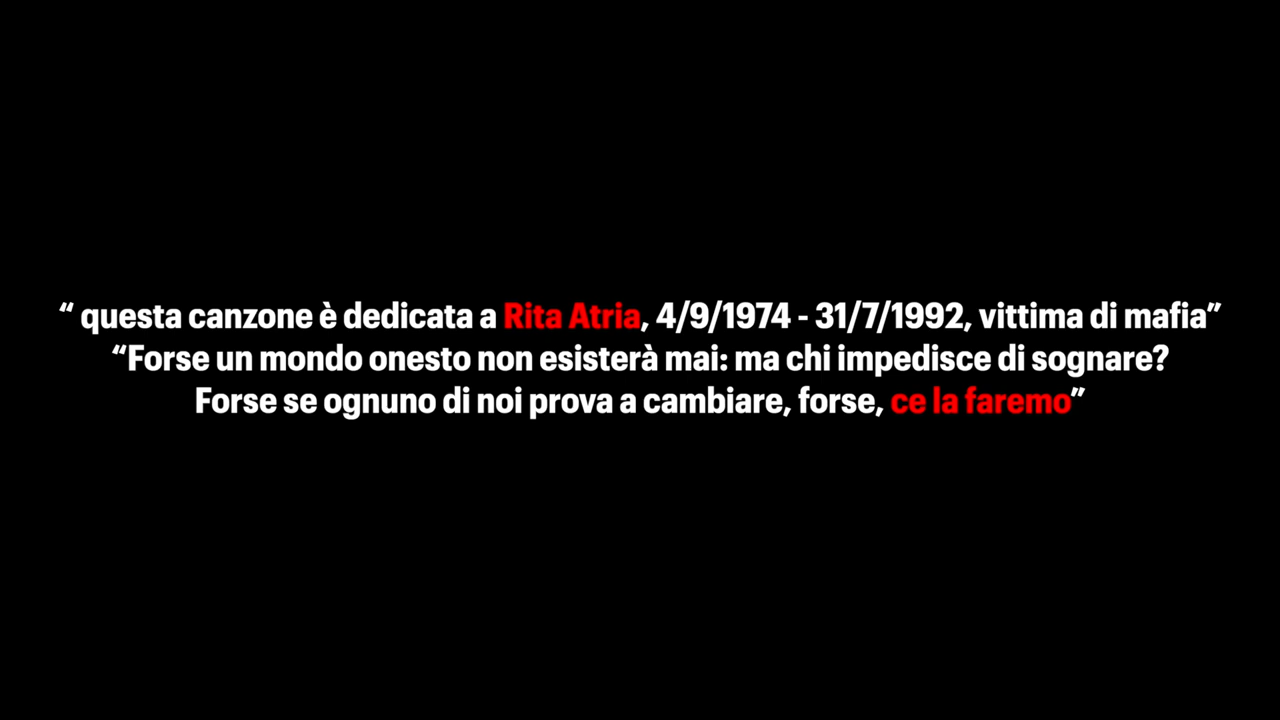 “ questa canzone è dedicata a Rita Atria, 4/9/1974 - 31/7/1992, vittima di mafia”
“Forse un mondo onesto non esisterà mai: ma chi impedisce di sognare?
Forse se ognuno di noi prova a cambiare, forse, ce la faremo”